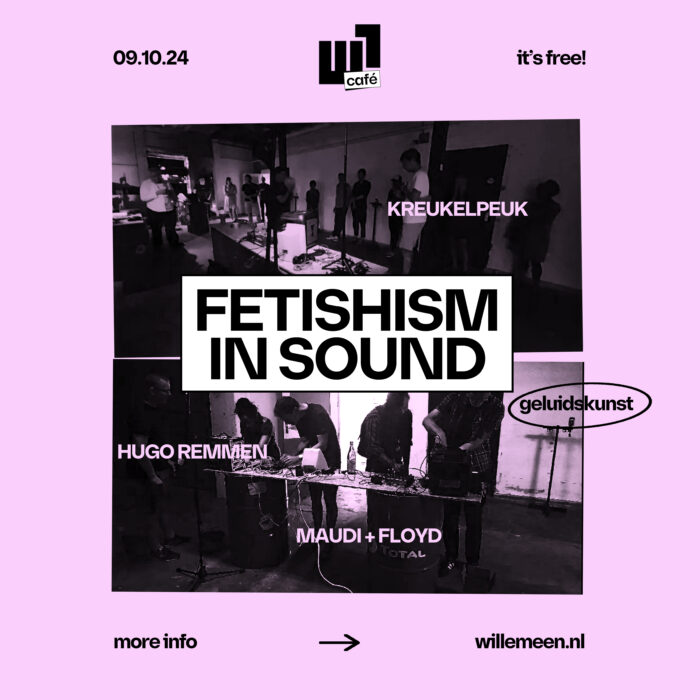 09.10.24
W1
café
it's free!
KREUKELPEUK
FETISHISM
IN SOUND
geluidskunst
HUGO REMMEN
MAUDI + FLOYD
TOTAL
more info
→
willemeen.nl